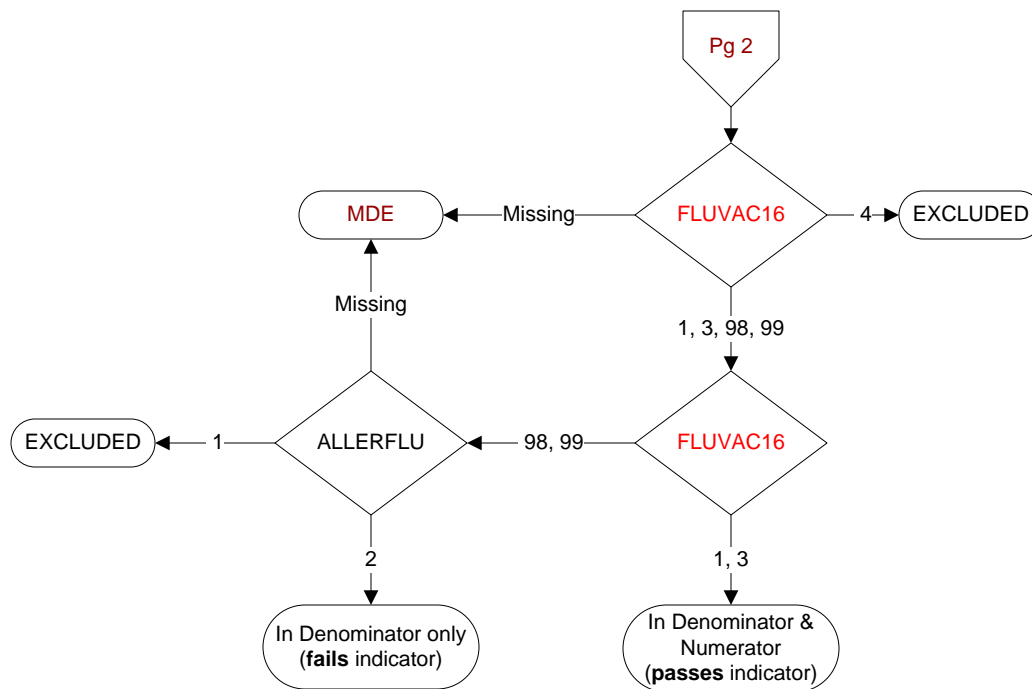 Pg 2
MDE
Missing
FLUVAC16
4
EXCLUDED
Missing
1, 3, 98, 99
EXCLUDED
1
ALLERFLU
98, 99
FLUVAC16
2
1, 3
In Denominator only
(fails indicator)
In Denominator &
Numerator
(passes indicator)